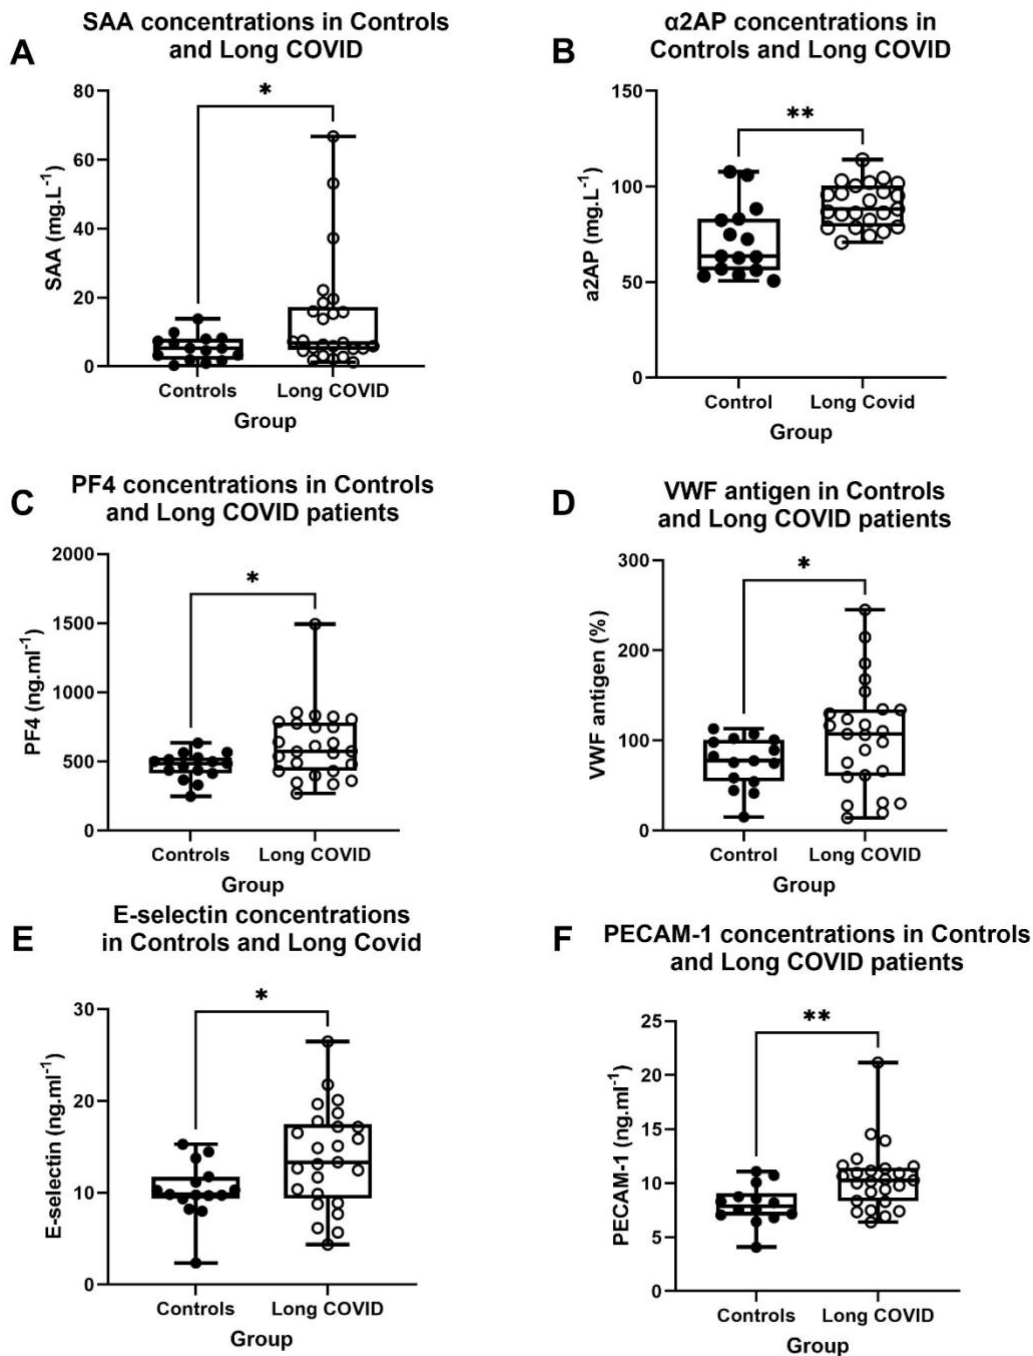 A
SAA concentrations in Controls
and Long COVID
SAA (mg.L-1)
80
60
40
20
0
*
Controls
Long COVID
Group
B
α2AP concentrations in
Controls and Long COVID
a2AP (mg.L-1)
150
100
50
0
**
Control
Long Covid
Group
C
PF4 concentrations in Controls
and Long COVID patients
PF4 (ng.ml-1)
2000
1500
1000
500
0
*
Controls
Long COVID
Group
D
VWF antigen in Controls
and Long COVID patients
VWF antigen (%)
300
200
100
0
*
Control
Long COVID
Group
E
E-selectin concentrations
in Controls and Long Covid
E-selectin (ng.ml-1)
30
20
10
0
*
Controls
Long COVID
Group
F
PECAM-1 concentrations in Controls
and Long COVID patients
PECAM-1 (ng.ml-1)
25
20
15
10
5
0
**
Controls
Long COVID
Group